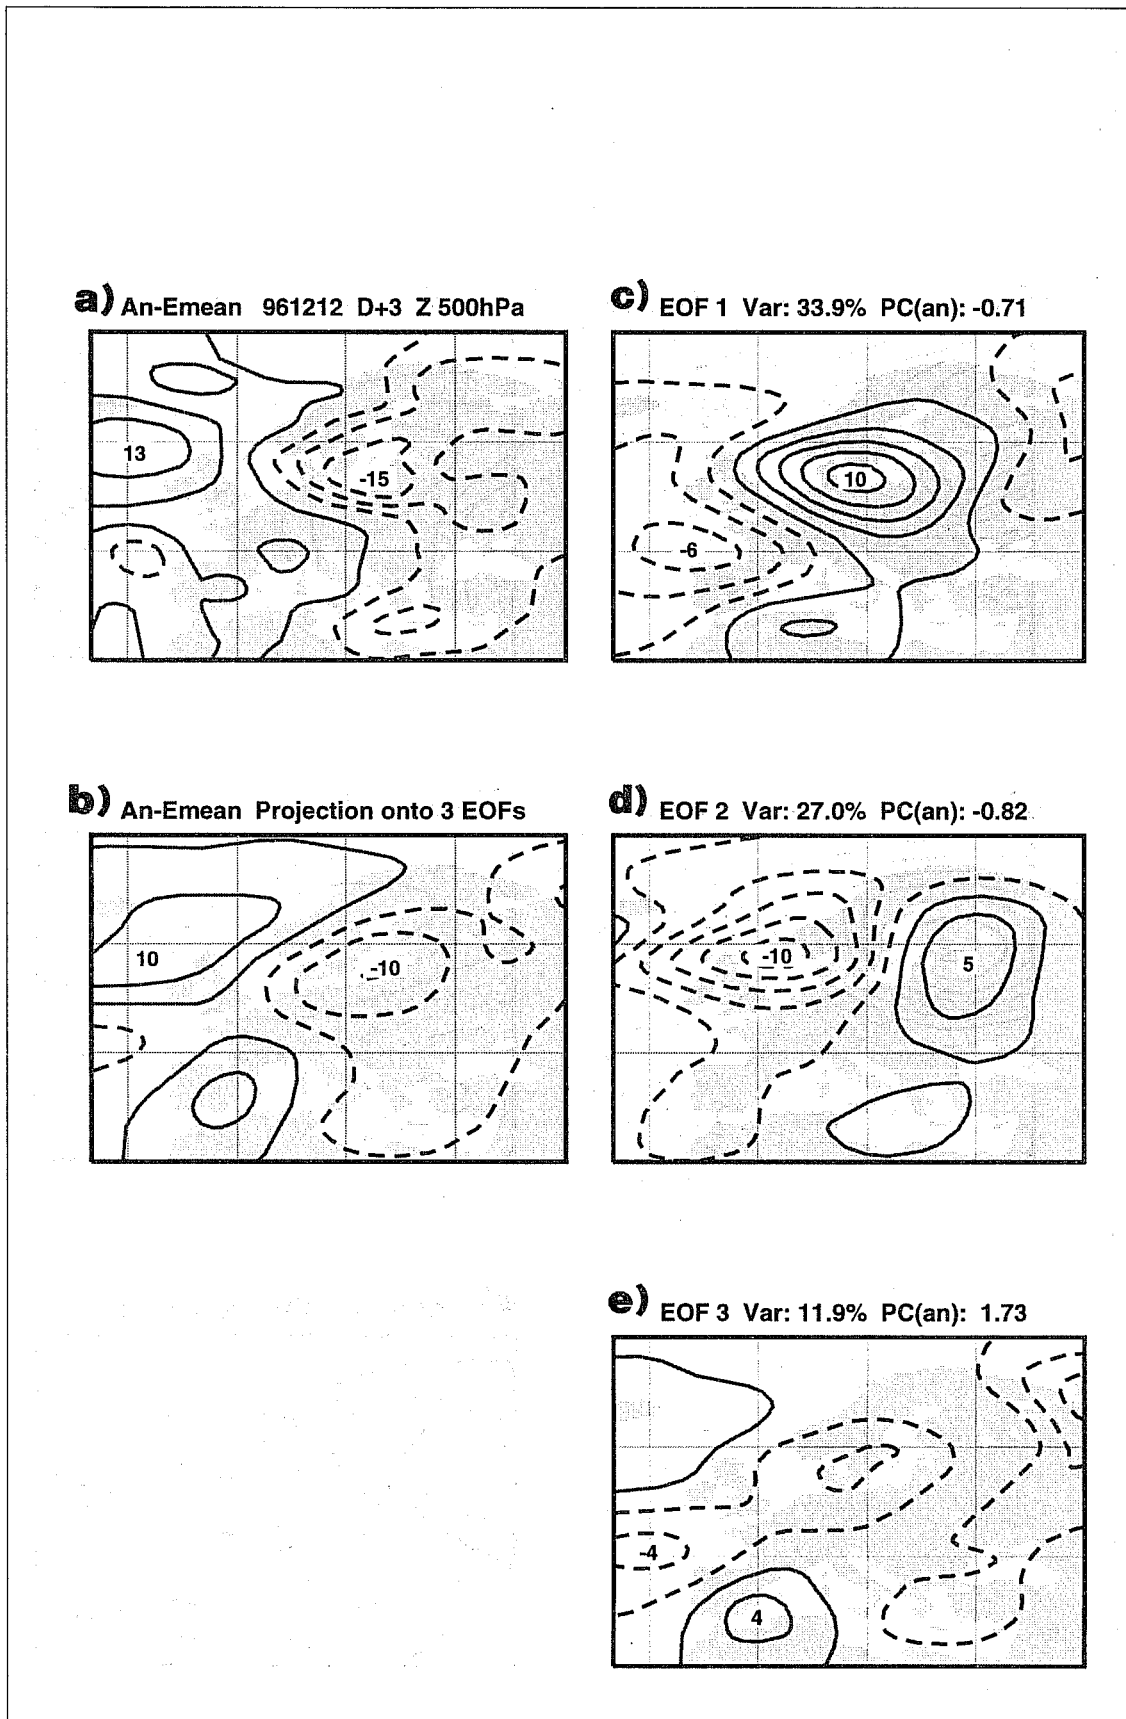 a) An-Emean 961212 D+3 Z 500hPa
13
-15
b) An-Emean Projection onto 3 EOFs
10
-10
c) EOF 1 Var: 33.9% PC(an): -0.71
10
-6
d) EOF 2 Var: 27.0% PC(an): -0.82
-10
5
e) EOF 3 Var: 11.9% PC(an): 1.73
-4
4